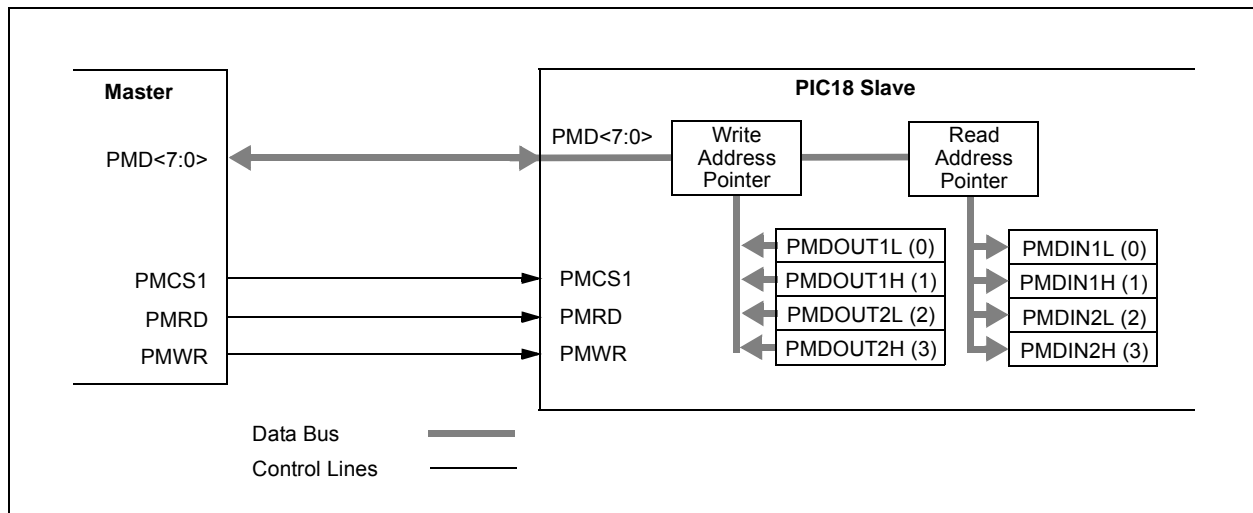 Master
PIC18 Slave
PMD<7:0>
PMD<7:0>
Write
Address
Pointer
Read
Address
Pointer
PMDOUT1L (0)
PMDIN1L (0)
PMCS1
PMCS1
PMDOUT1H (1)
PMDIN1H (1)
PMRD
PMRD
PMDOUT2L (2)
PMDIN2L (2)
PMWR
PMWR
PMDOUT2H (3)
PMDIN2H (3)
Data Bus
Control Lines